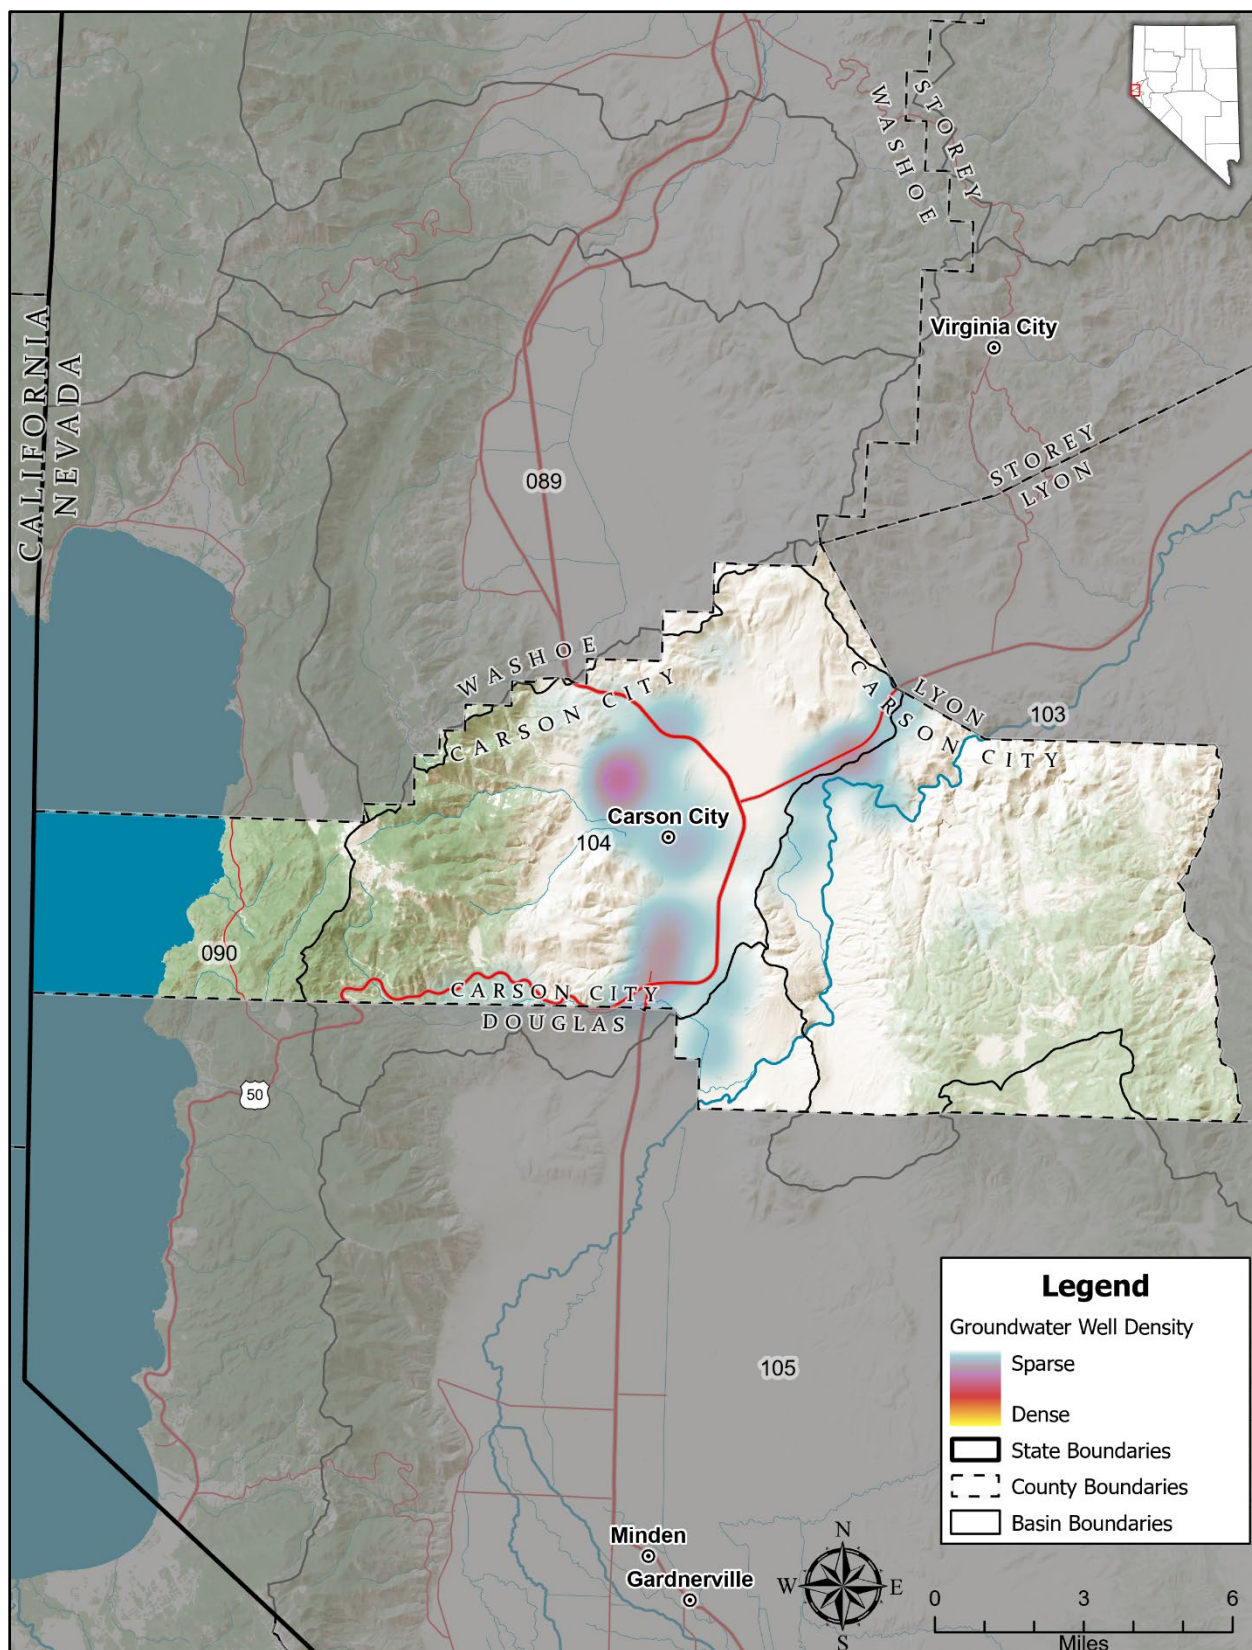 STOREY
WASHOE
Virginia City
CALIFORNIA
NEVADA
STOREY
LYON
089
WASHOE
CARSON CITY
LYON
CARSON CITY
103
Carson City
104
090
CARSON CITY
DOUGLAS
50
105
Legend
Groundwater Well Density
Sparse
Dense
State Boundaries
County Boundaries
Basin Boundaries
Minden
Gardnerville
N
W E
S
0 3 6
Miles